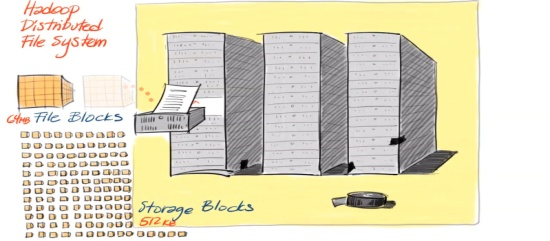 Hadoop
Distributed
File System
64MB File Blocks
Storage Blocks
512 KB